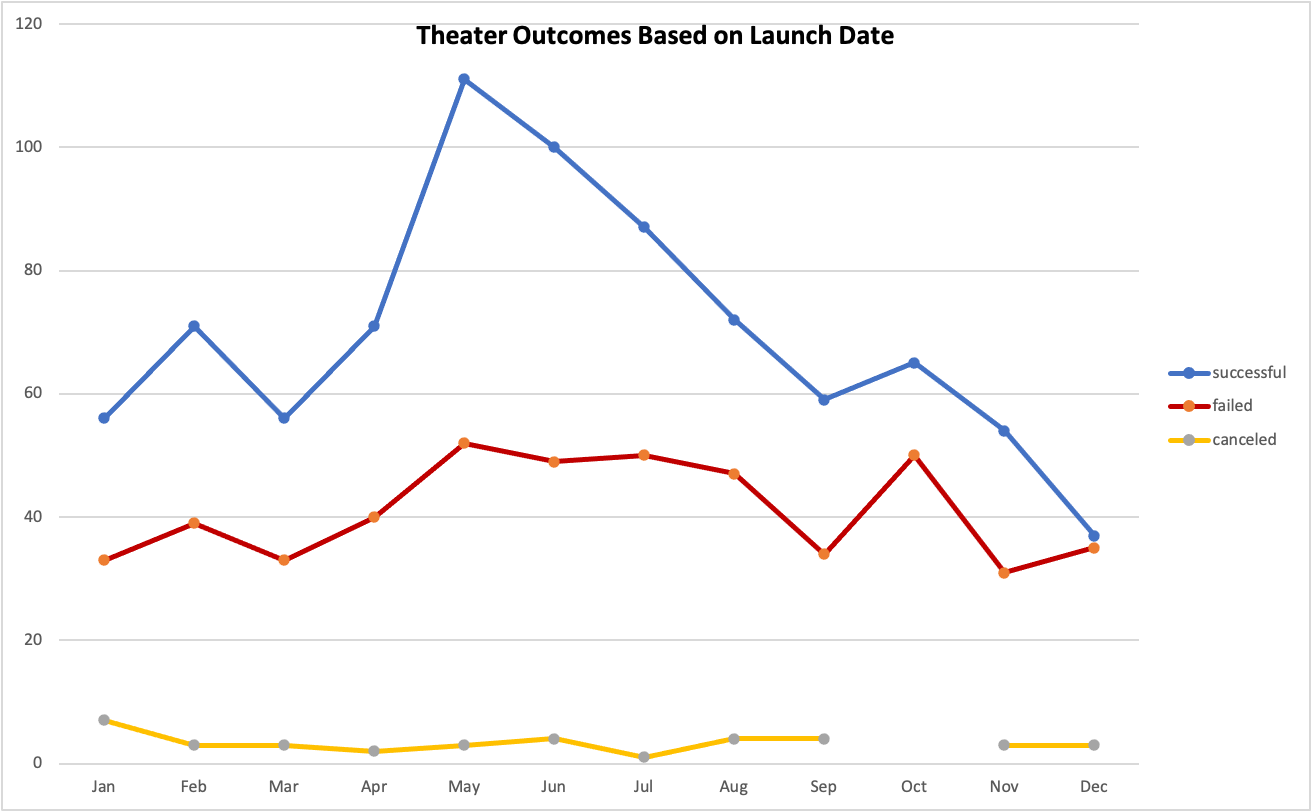 Theater Outcomes Based on Launch Date
120
100
80
60
40
20
0
Jan Feb Mar Apr May Jun Jul Aug Sep Oct Nov Dec
successful
failed
canceled